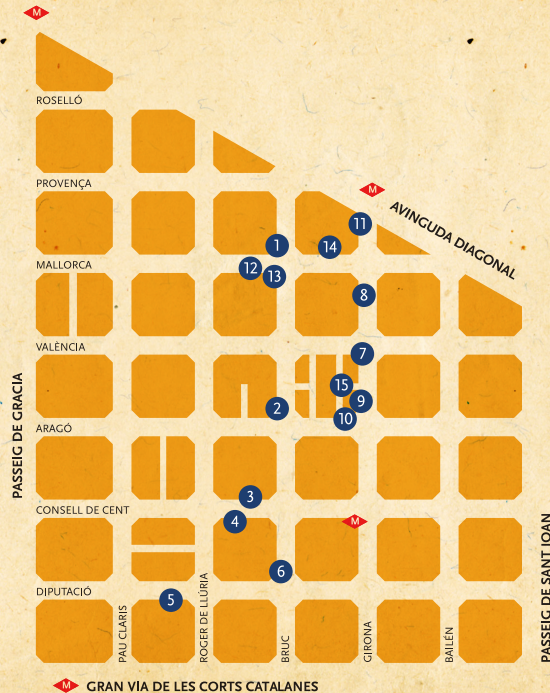 M
ROSELLÓ
PROVENÇA
M
AVINGUDA DIAGONAL
11
1
14
MALLORCA
12
13
8
VALÈNCIA
7
15
9
2
10
PASSEIG DE GRACIA
ARAGÓ
3
CONSELL DE CENT
4
M
6
DIPUTACIÓ
5
PAU CLARIS
ROGER DE LLÚRIA
BRUC
GIRONA
BAILÉN
PASSEIG DE SANT JOAN
M GRAN VIA DE LES CORTS CATALANES